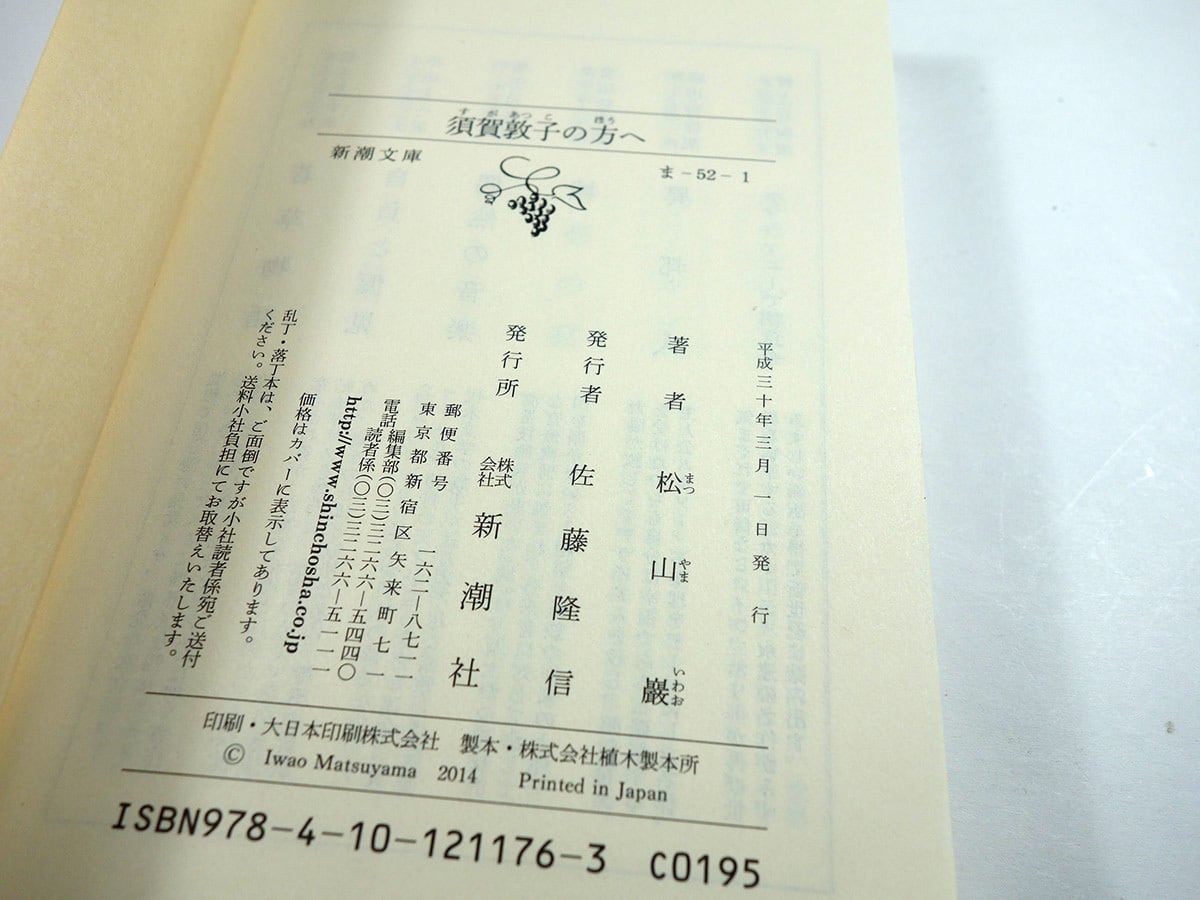 須賀敦子の方へ
すがあつこ ほう
新潮文庫
ま-52-1
平成三十年三月一日発行
著者 松山巖
まつ やま いわお
発行者 佐藤隆信
発行所 株式会社 新潮社
郵便番号 一六二—八七一一
東京都新宿区矢来町七一
電話 編集部(〇三)三二六六—五四四〇
読者係(〇三)三二六六—五一一一
http://www.shinchosha.co.jp
価格はカバーに表示してあります。
乱丁・落丁本は、ご面倒ですが小社読者係宛ご送付
ください。送料小社負担にてお取替えいたします。
印刷・大日本印刷株式会社 製本・株式会社植木製本所
© Iwao Matsuyama 2014 Printed in Japan
ISBN978-4-10-121176-3 C0195